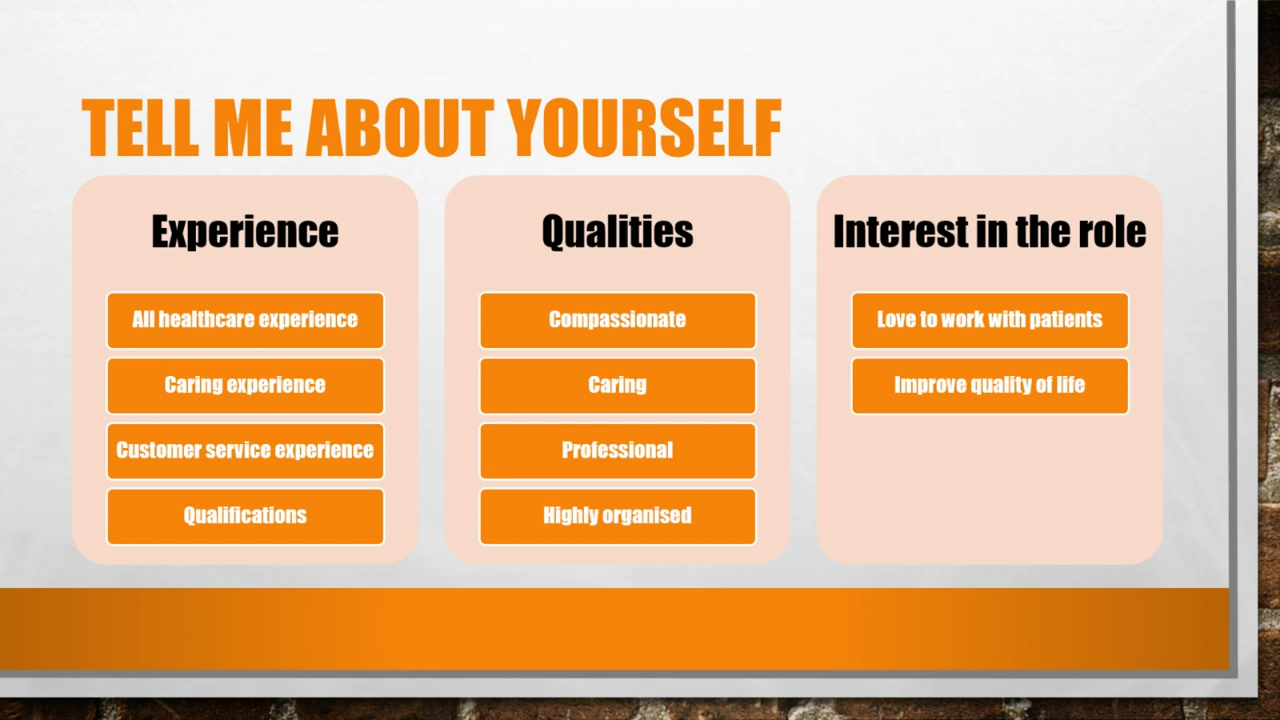 TELL ME ABOUT YOURSELF
Experience
All healthcare experience
Caring experience
Customer service experience
Qualifications
Qualities
Compassionate
Caring
Professional
Highly organised
Interest in the role
Love to work with patients
Improve quality of life